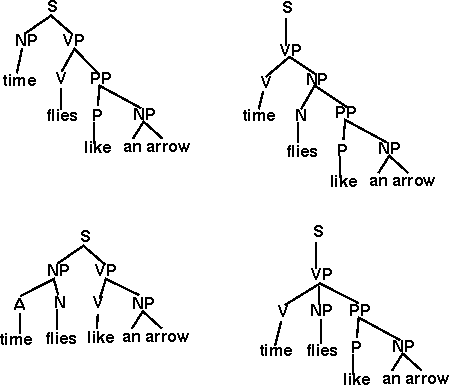 S
NP VP
time V PP
flies P NP
like an arrow
S
VP
V NP
time N PP
flies P NP
like an arrow
S
NP VP
A N V NP
time flies like an arrow
S
VP
V NP PP
time flies P NP
like an arrow